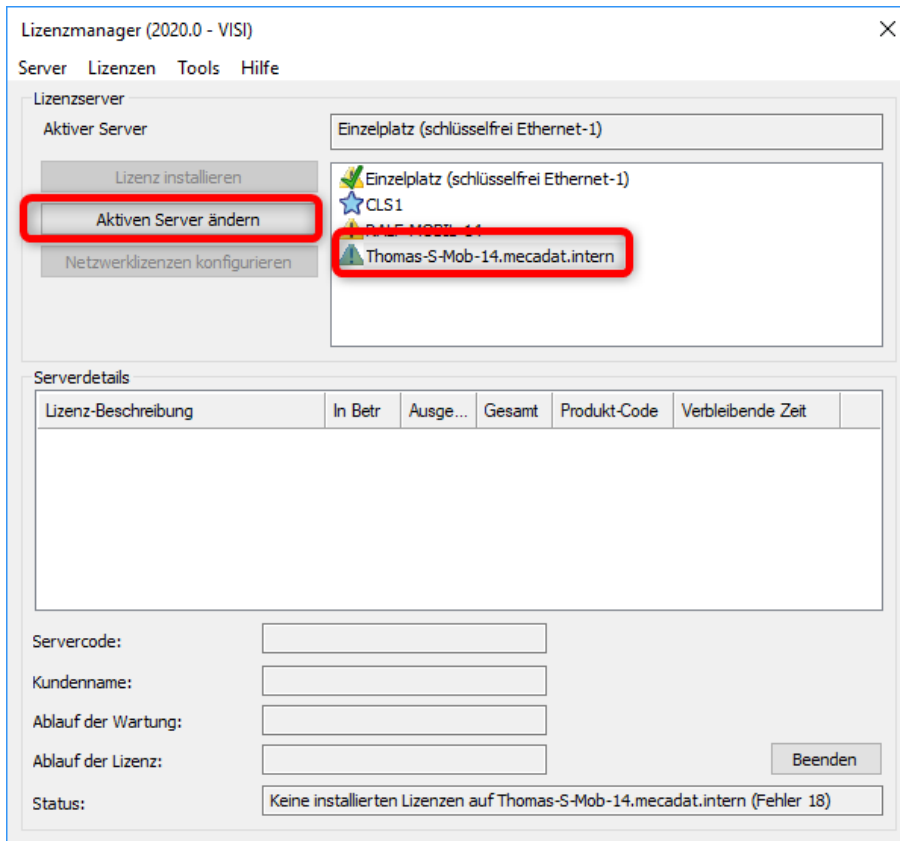 Lizenzmanager (2020.0 - VISI)
Server Lizenzen Tools Hilfe
Lizenzserver
Aktiver Server
Einzelplatz (schlüsselfrei Ethernet-1)
Lizenz installieren
Aktiven Server ändern
Netzwerklizenzen konfigurieren
Einzelplatz (schlüsselfrei Ethernet-1)
CLS1
RALF-MOBIL-14
Thomas-S-Mob-14.mecadat.intern
Serverdetails
Lizenz-Beschreibung In Betr Ausge... Gesamt Produkt-Code Verbleibende Zeit
Servercode:
Kundenname:
Ablauf der Wartung:
Ablauf der Lizenz:
Beenden
Status: Keine installierten Lizenzen auf Thomas-S-Mob-14.mecadat.intern (Fehler 18)